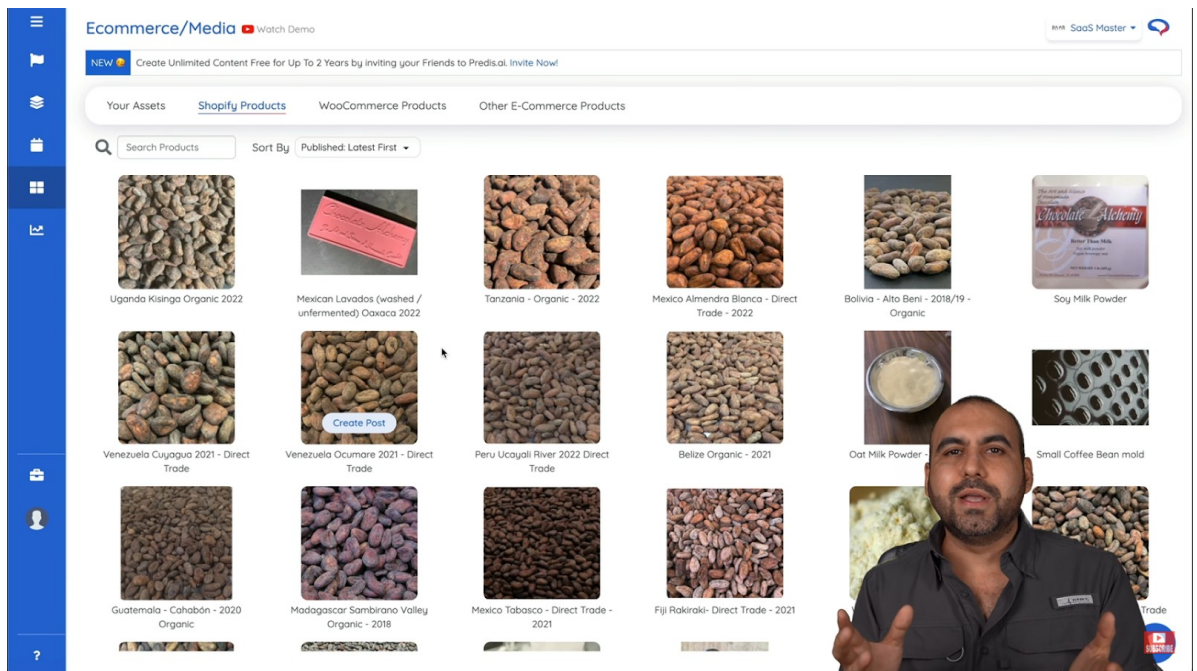 Ecommerce/Media Watch Demo
SaaS Master
NEW Create Unlimited Content Free for Up To 2 Years by inviting your Friends to Predis.ai. Invite Now!
Your Assets Shopify Products WooCommerce Products Other E-Commerce Products
Search Products Sort By Published: Latest First
Chocolate Alchemy
Chocolate Alchemy
Better Than Milk
Uganda Kisinga Organic 2022
Mexican Lavados (washed /
unfermented) Oaxaca 2022
Tanzania - Organic - 2022
Mexico Almendra Blanca - Direct
Trade - 2022
Bolivia - Alto Beni - 2018/19 -
Organic
Soy Milk Powder
Create Post
Venezuela Cuyagua 2021 - Direct
Trade
Venezuela Ocumare 2021 - Direct
Trade
Peru Ucayali River 2022 Direct
Trade
Belize Organic - 2021
Oat Milk Powder -
Small Coffee Bean mold
Guatemala - Cahabón - 2020
Organic
Madagascar Sambirano Valley
Organic - 2018
Mexico Tabasco - Direct Trade -
2021
Fiji Rakiraki- Direct Trade - 2021
Trade
SUBSCRIBE
?